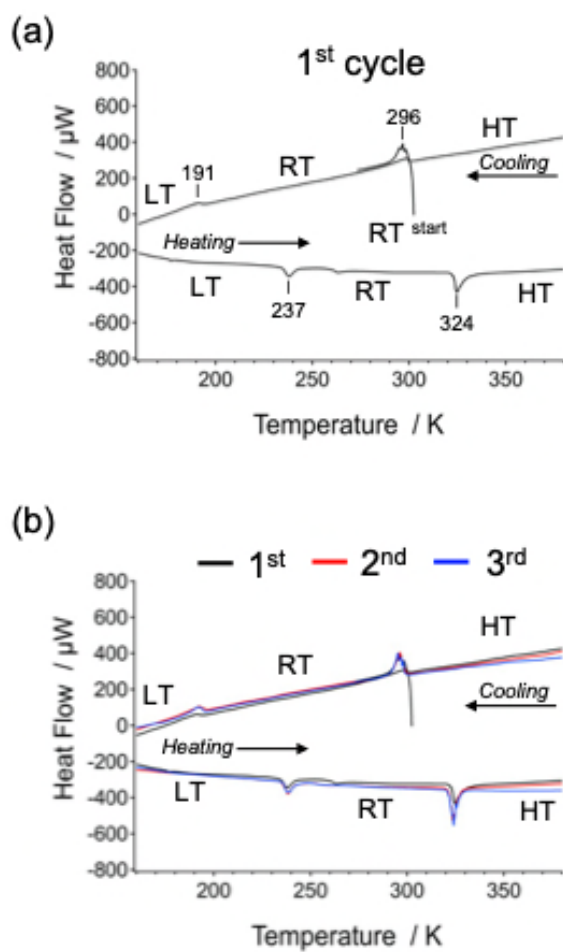 (a)
1st cycle
800
600
400
200
0
-200
-400
-600
-800
Heat Flow / µW
LT
191
RT
296
HT
Cooling
RT start
Heating
LT
237
RT
324
HT
200
250
300
350
Temperature / K
(b)
1st 2nd 3rd
800
600
400
200
0
-200
-400
-600
-800
Heat Flow / µW
LT
RT
HT
Cooling
Heating
LT
RT
HT
200
250
300
350
Temperature / K